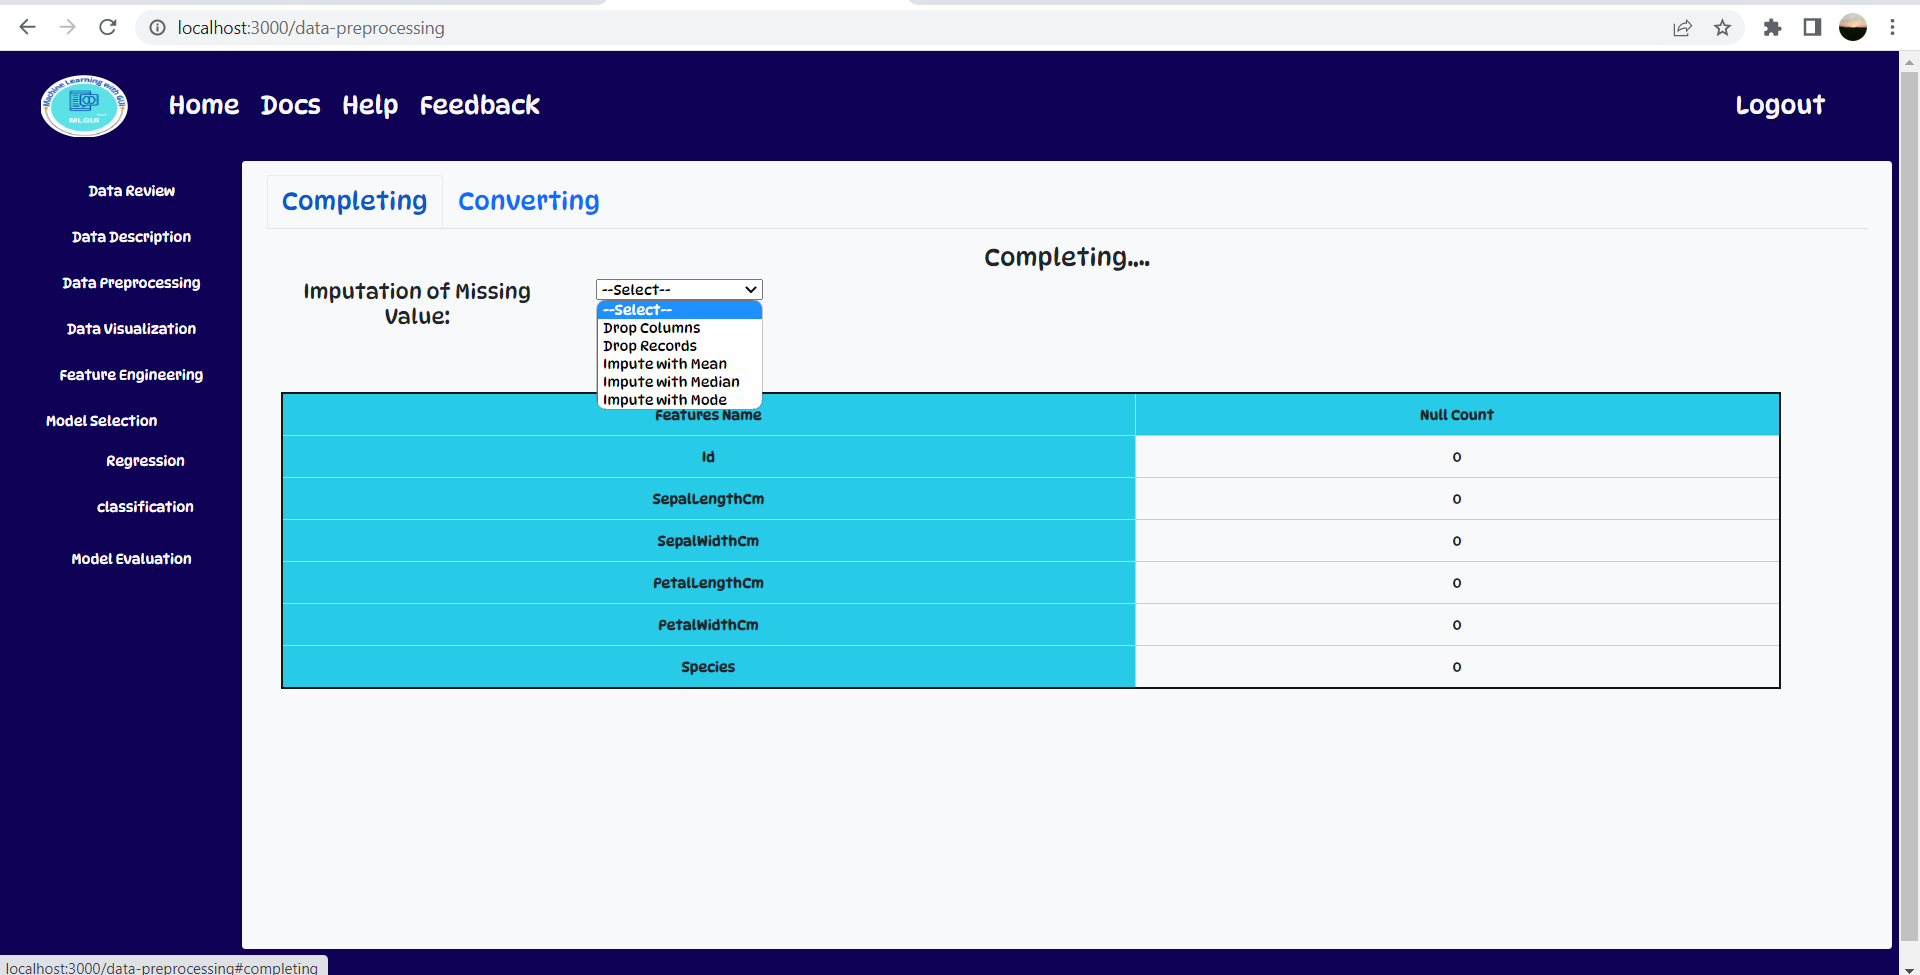 localhost:3000/data-preprocessing
Machine Learning with GUI
MLGUI
Home Docs Help Feedback Logout
Data Review
Data Description
Data Preprocessing
Data Visualization
Feature Engineering
Model Selection
Regression
classification
Model Evaluation
Completing Converting
Completing....
Imputation of Missing
Value:
--Select--
--Select--
Drop Columns
Drop Records
Impute with Mean
Impute with Median
Impute with Mode
Features Name Null Count
Id 0
SepalLengthCm 0
SepalWidthCm 0
PetalLengthCm 0
PetalWidthCm 0
Species 0
localhost:3000/data-preprocessing#completing